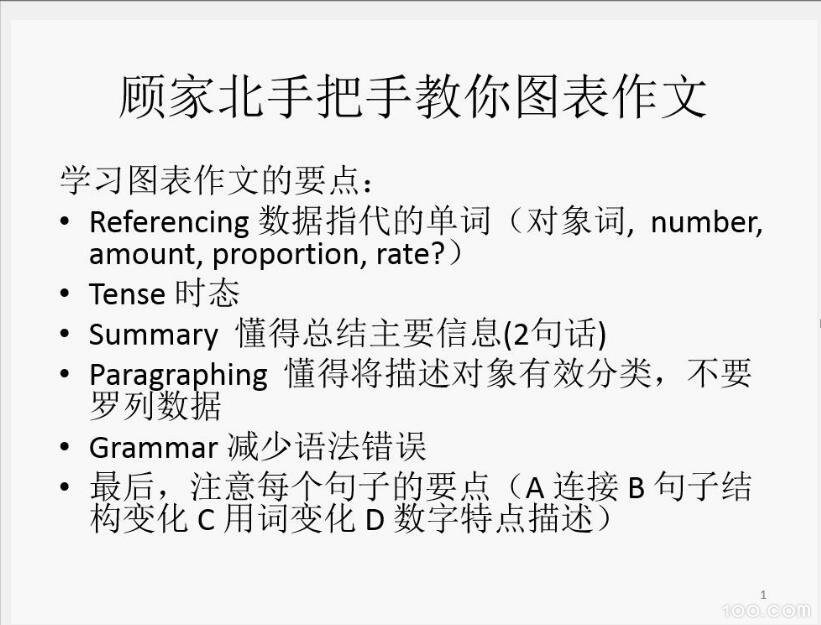 顾家北手把手教你图表作文
学习图表作文的要点：
• Referencing 数据指代的单词（对象词, number,
amount, proportion, rate?）
• Tense 时态
• Summary 懂得总结主要信息(2句话)
• Paragraphing 懂得将描述对象有效分类，不要
罗列数据
• Grammar 减少语法错误
• 最后，注意每个句子的要点（A 连接 B 句子结
构变化 C 用词变化 D 数字特点描述）
1
100.com